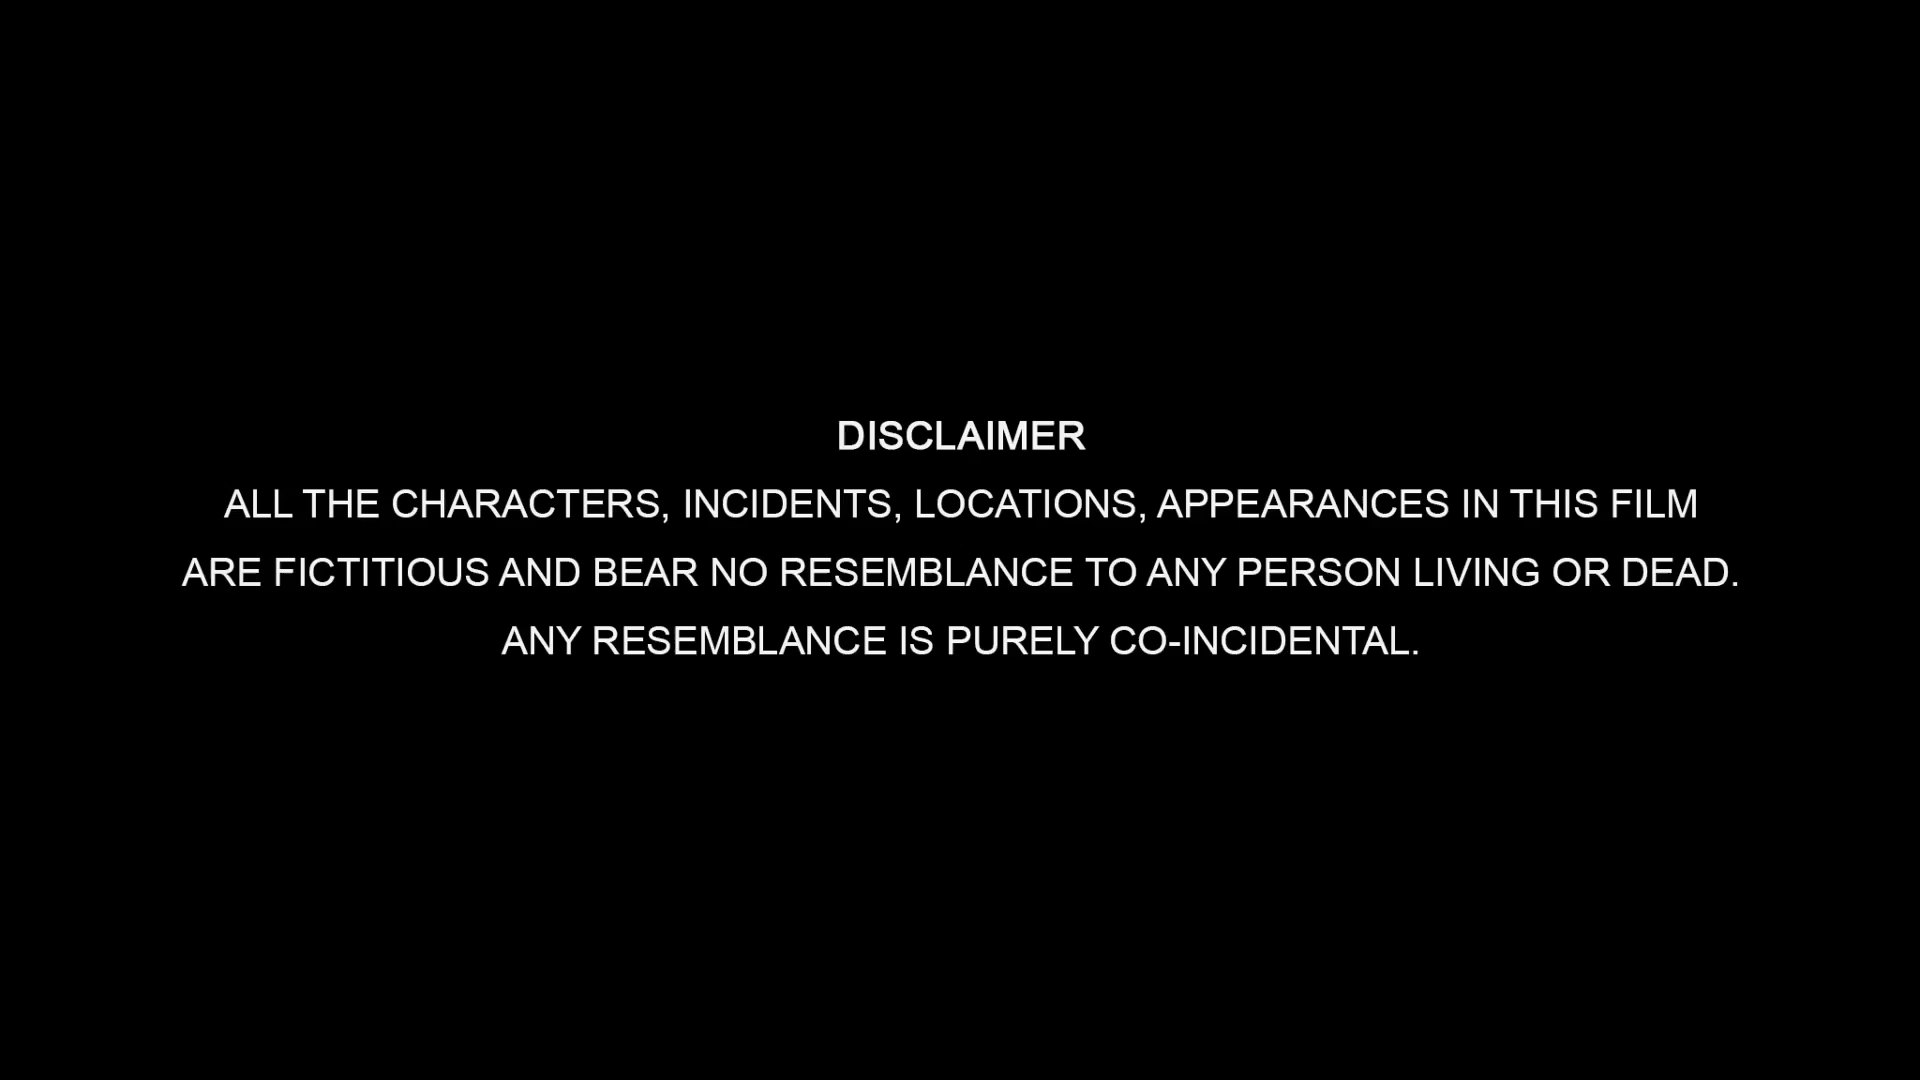 DISCLAIMER
ALL THE CHARACTERS, INCIDENTS, LOCATIONS, APPEARANCES IN THIS FILM
ARE FICTITIOUS AND BEAR NO RESEMBLANCE TO ANY PERSON LIVING OR DEAD.
ANY RESEMBLANCE IS PURELY CO-INCIDENTAL.